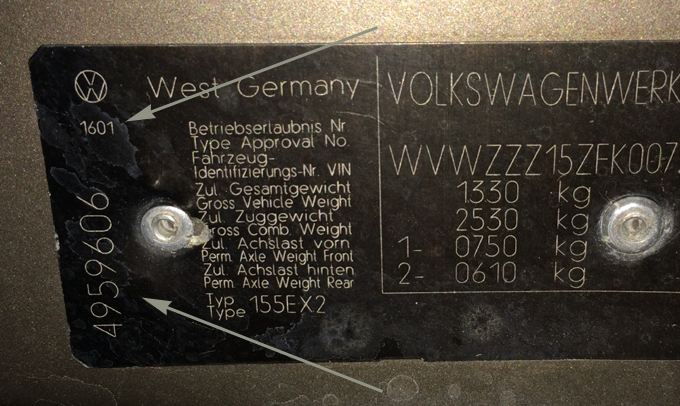 West Germany
1601
4959606
Betriebserlaubnis Nr
Type Approval No.
Fahrzeug-
Identifizierungs-Nr. VIN
Zul. Gesamtgewicht
Gross Vehicle Weight
Zul. Zuggewicht
Gross Comb. Weight
Zul. Achslast vorn
Perm. Axle Weight Front
Zul. Achslast hinten
Perm. Axle Weight Rear
Typ
Type 155EX2
VOLKSWAGENWERK
WVWZZZ15ZFK007
1330 kg
2530 kg
1- 0750 kg
2- 0610 kg